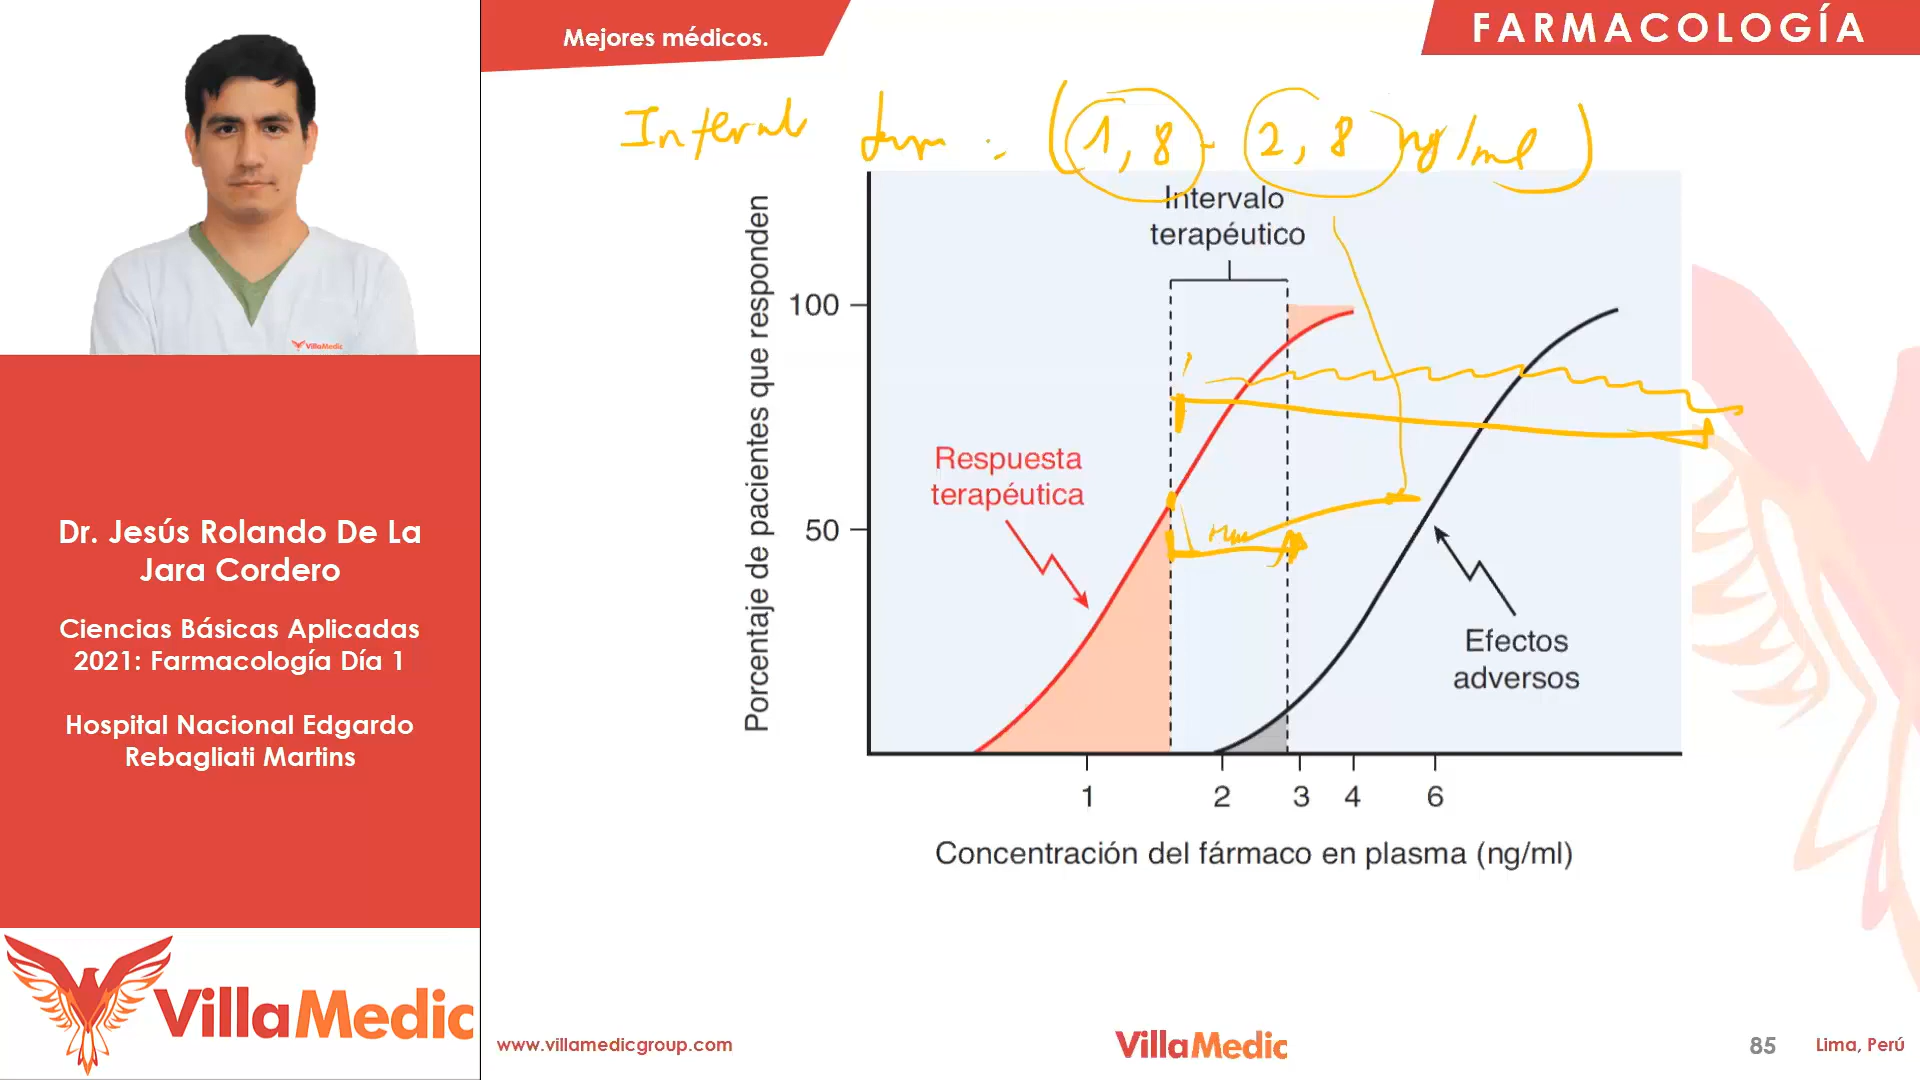 Mejores médicos.
FARMACOLOGÍA
(1,8 - 2,8 ng/ml)
Intervalo
terapéutico
Porcentaje de pacientes que responden
100
50
Respuesta
terapéutica
Efectos
adversos
1 2 3 4 6
Concentración del fármaco en plasma (ng/ml)
VillaMedic
Dr. Jesús Rolando De La
Jara Cordero
Ciencias Básicas Aplicadas
2021: Farmacología Día 1
Hospital Nacional Edgardo
Rebagliati Martins
VillaMedic
www.villamedicgroup.com
VillaMedic
85
Lima, Perú